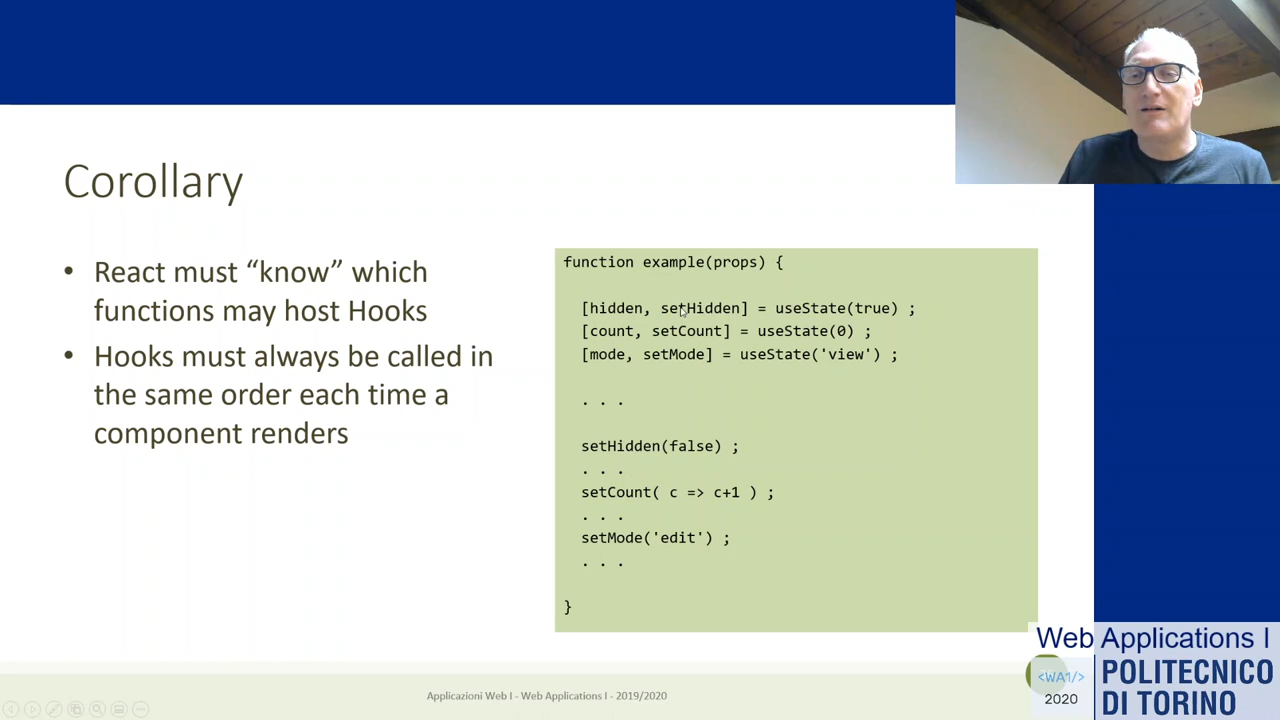 Corollary
• React must “know” which
functions may host Hooks
• Hooks must always be called in
the same order each time a
component renders
function example(props) {
[hidden, setHidden] = useState(true) ;
[count, setCount] = useState(0) ;
[mode, setMode] = useState('view') ;
. . .
setHidden(false) ;
. . .
setCount( c => c+1 ) ;
. . .
setMode('edit') ;
. . .
}
Applicazioni Web I - Web Applications I - 2019/2020
Web Applications I
<WA1/>
2020
POLITECNICO
DI TORINO